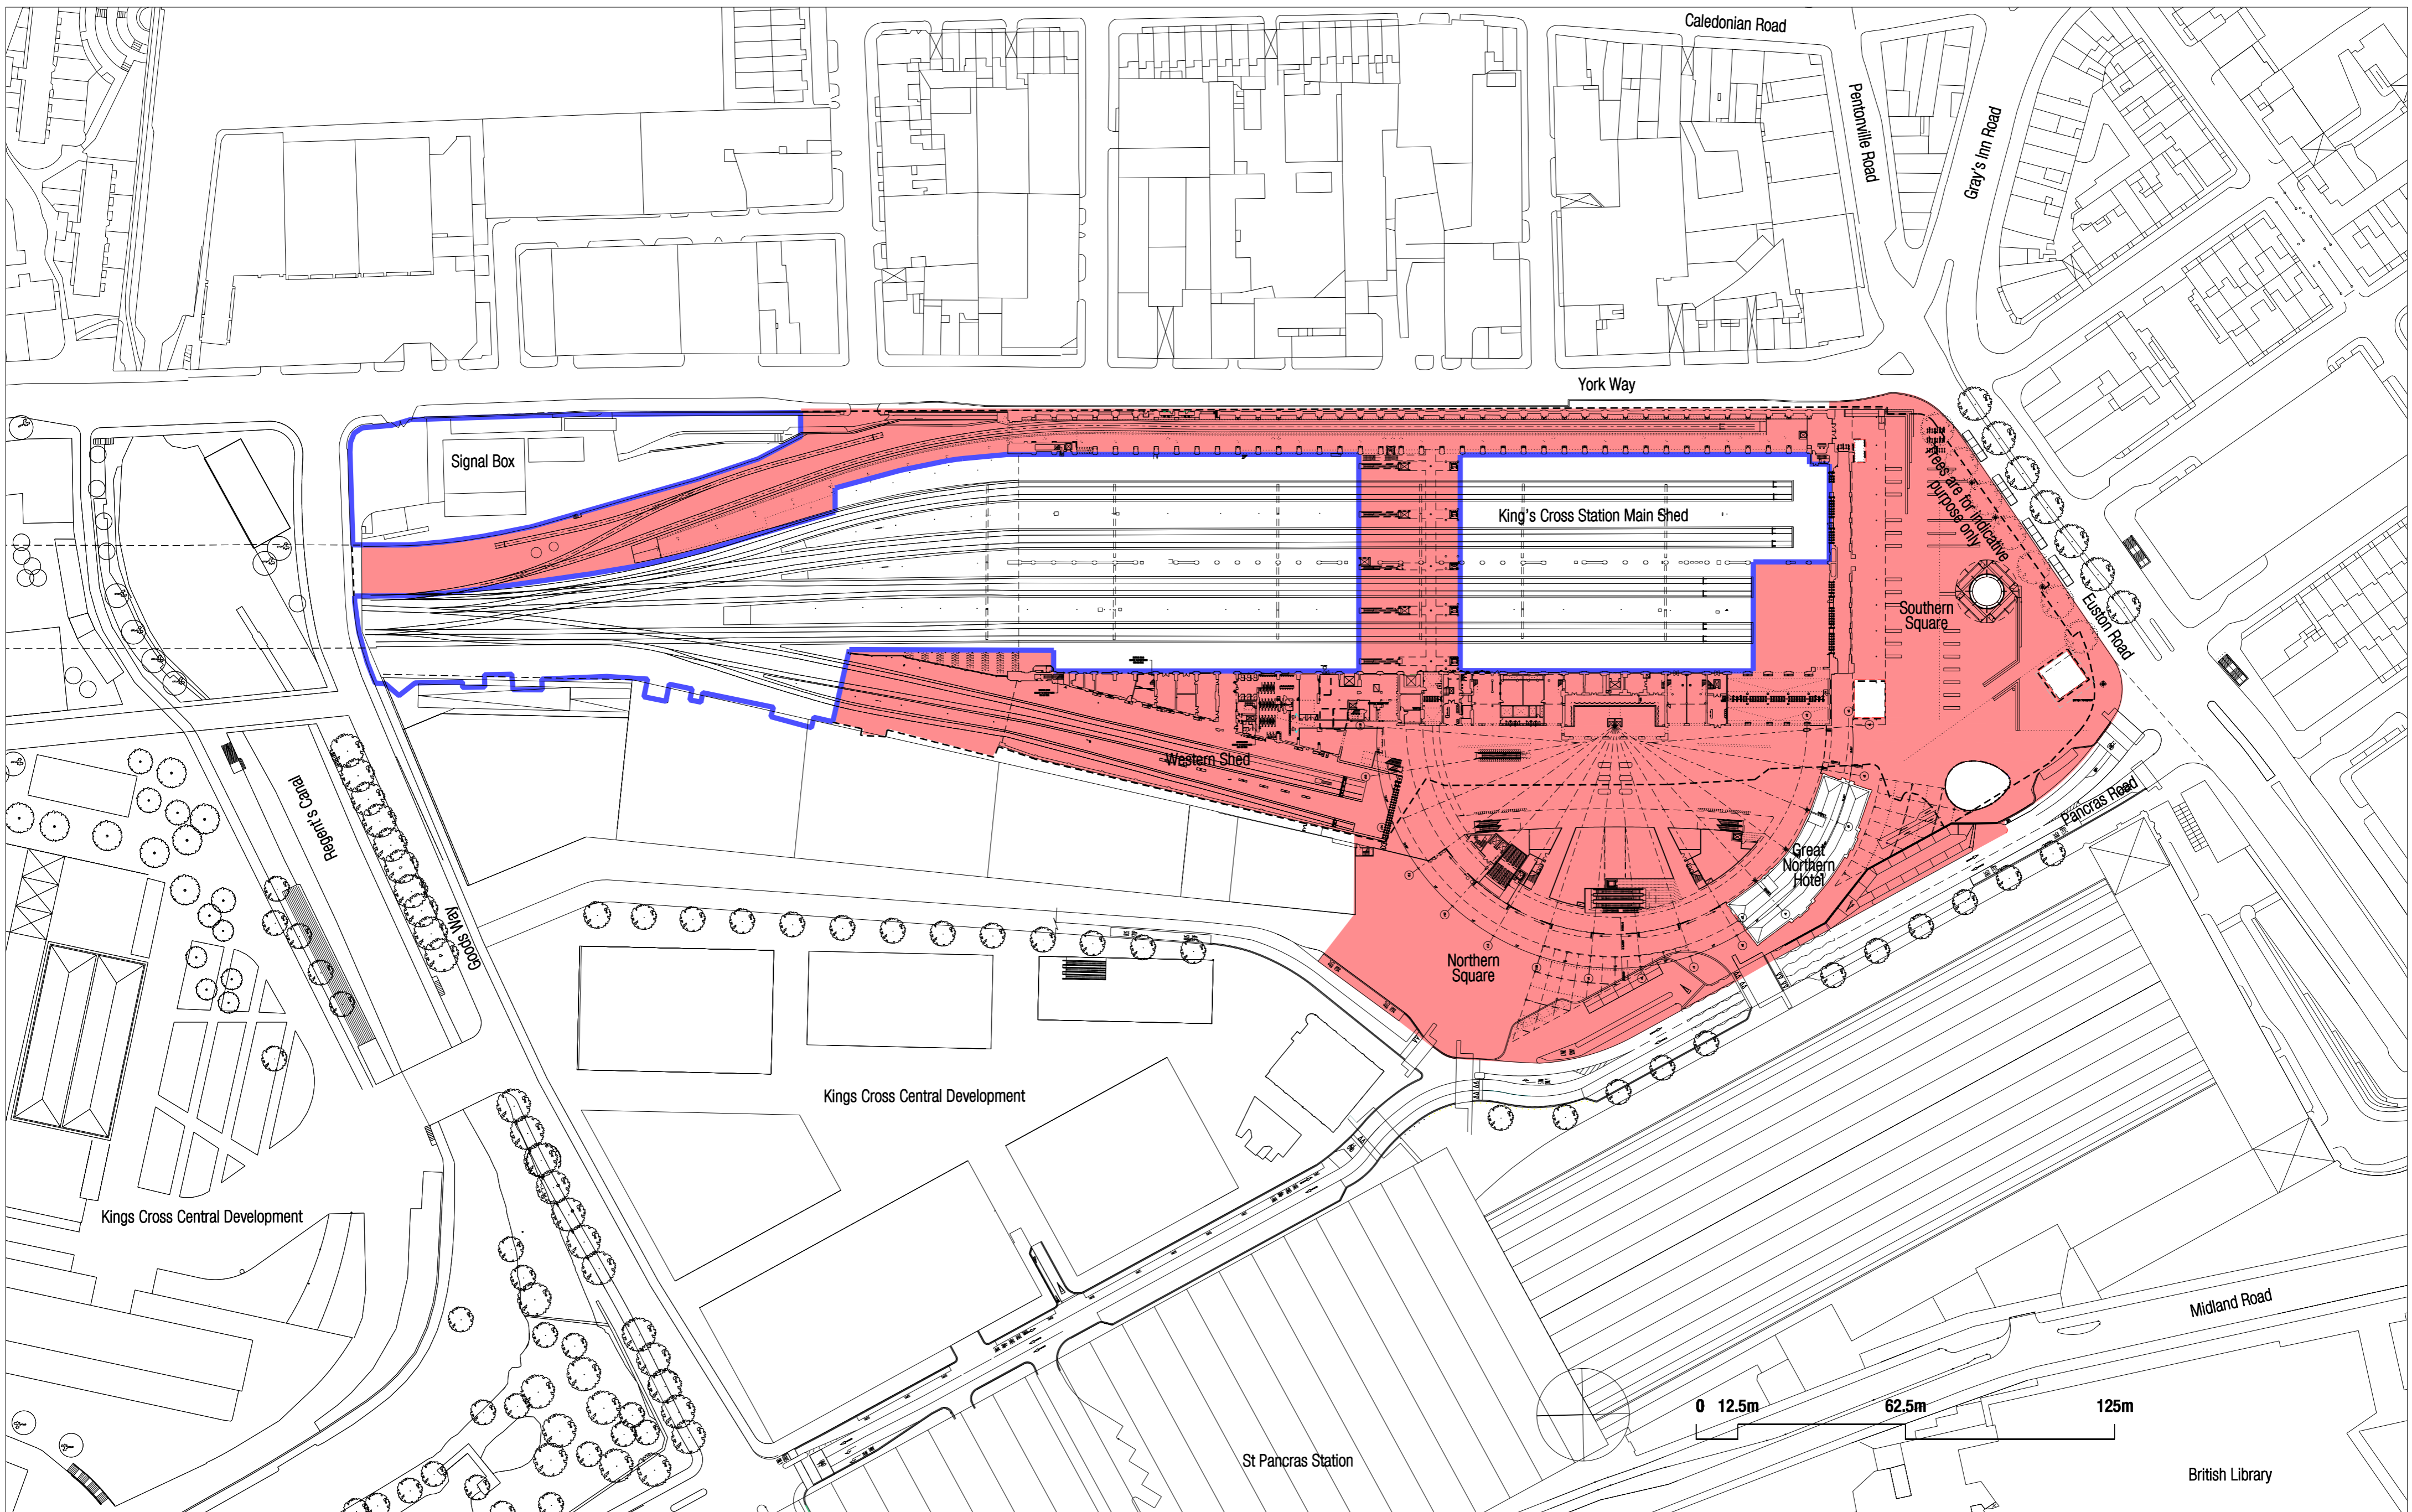 Caledonian Road
Pentonville Road
Gray's Inn Road
York Way
Signal Box
King's Cross Station Main Shed
Trees are for indicative
purpose only
Southern
Square
Euston Road
Western Shed
Regent's Canal
Pancras Road
Great
Northern
Hotel
Goods Way
Northern
Square
Kings Cross Central Development
Kings Cross Central Development
Midland Road
0 12.5m 62.5m 125m
St Pancras Station
British Library